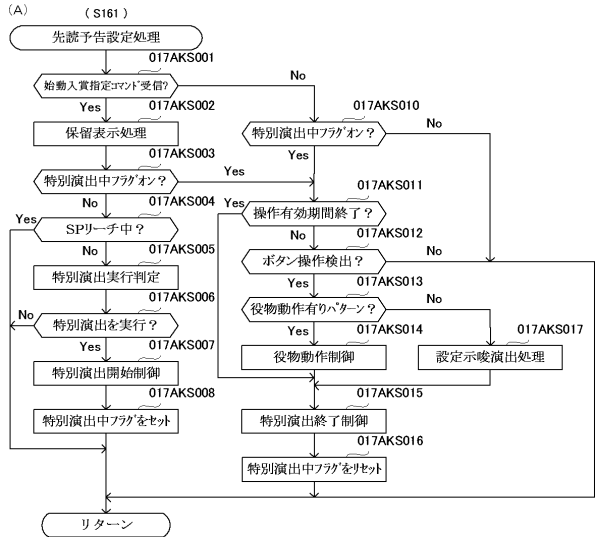 (A)
(S161)
先読予告設定処理
017AKS001
始動入賞指定ｺﾏﾝﾄﾞ受信?
No
Yes
017AKS002
保留表示処理
017AKS003
特別演出中ﾌﾗｸﾞオン?
Yes
No
017AKS004
SPリーチ中?
Yes
No
017AKS005
特別演出実行判定
017AKS006
特別演出を実行?
No
Yes
017AKS007
特別演出開始制御
017AKS008
特別演出中ﾌﾗｸﾞをセット
017AKS010
特別演出中ﾌﾗｸﾞオン?
No
Yes
017AKS011
操作有効期間終了?
Yes
No
017AKS012
ボタン操作検出?
No
Yes
017AKS013
役物動作有りﾊﾟﾀｰﾝ?
No
Yes
017AKS014
役物動作制御
017AKS017
設定示唆演出処理
017AKS015
特別演出終了制御
017AKS016
特別演出中ﾌﾗｸﾞをﾘｾｯﾄ
リターン